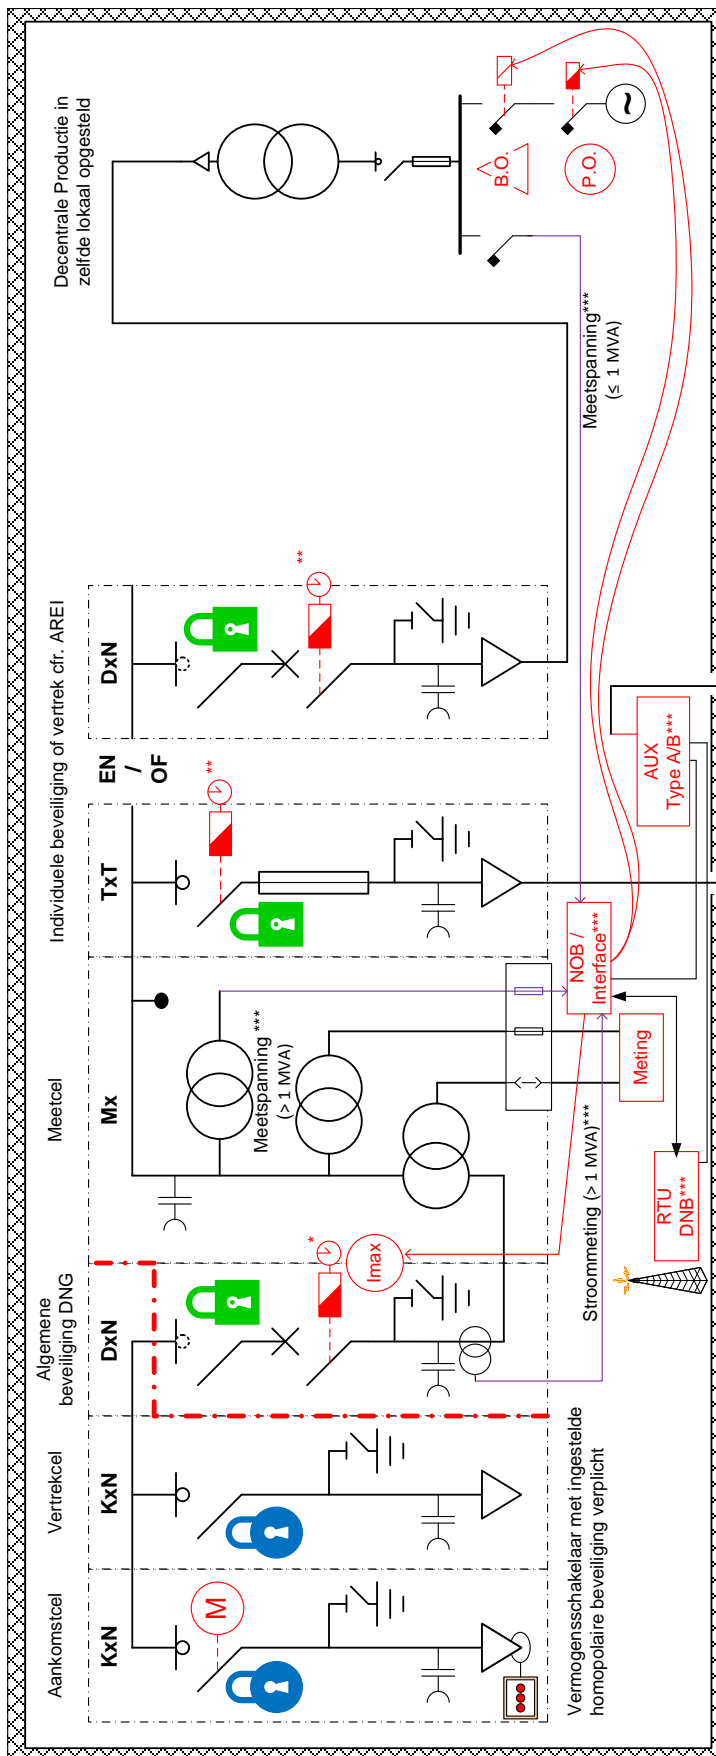 Aankomstcel
Vertrekcel
Algemene
beveiliging DNG
Meetcel
Individuele beveiliging of vertrek cfr. AREI
Decentrale Productie in
zelfde lokaal opgesteld
KxN
KxN
DxN
Mx
TxT
EN
/
OF
DxN
M
*
Imax
**
**
Meetspanning ***
(> 1 MVA)
B.O.
P.O.
~
Meetspanning***
(≤ 1 MVA)
Stroommeting (> 1 MVA)***
NOB /
Interface***
Meting
AUX
Type A/B***
RTU
DNB***
Vermogensschakelaar met ingestelde
homopolaire beveiliging verplicht